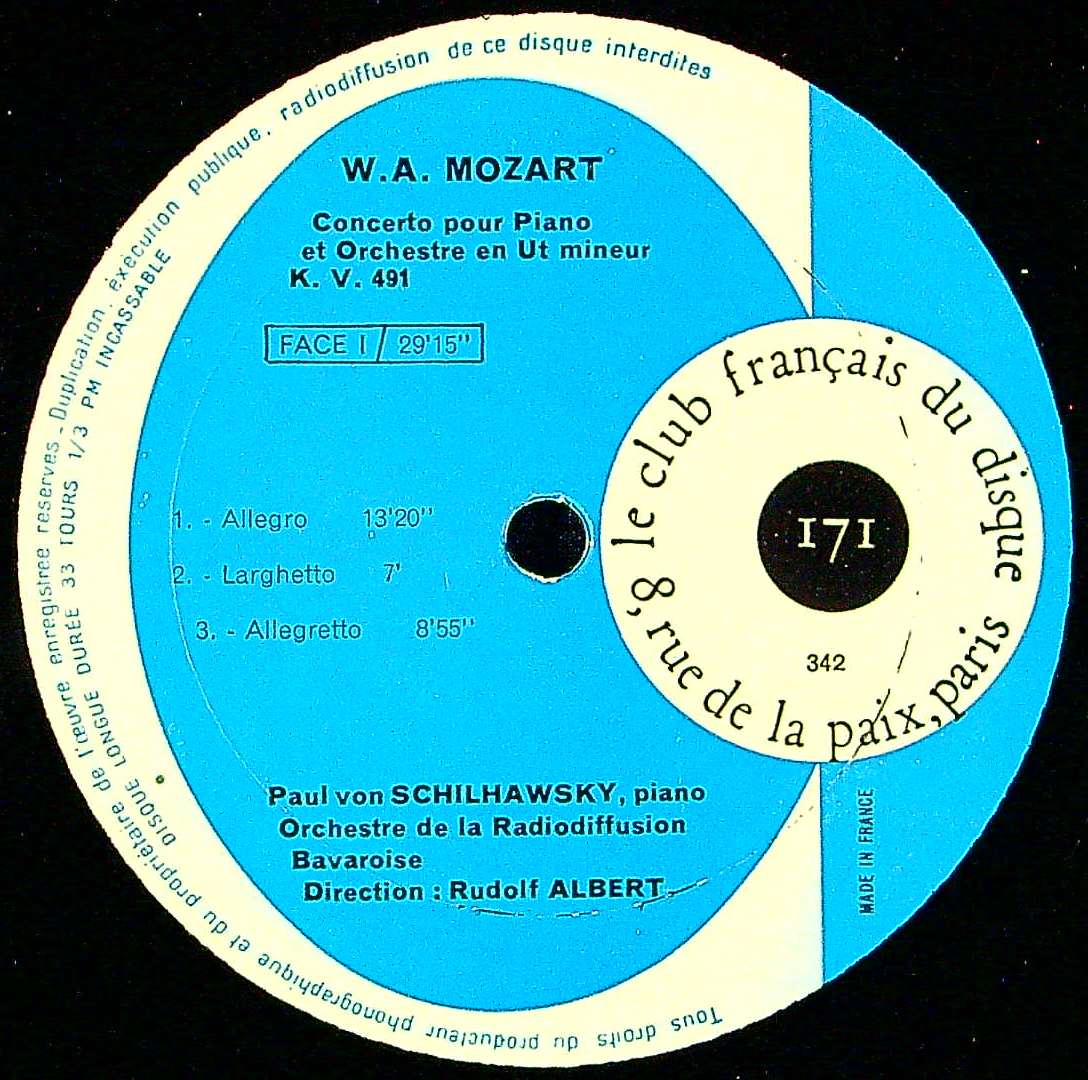 W.A. MOZART
Concerto pour Piano
et Orchestre en Ut mineur
K. V. 491
FACE I / 29'15"
1. - Allegro 13'20"
2. - Larghetto 7'
3. - Allegretto 8'55"
Paul von SCHILHAWSKY, piano
Orchestre de la Radiodiffusion
Bavaroise
Direction : Rudolf ALBERT
le club français du disque
8, rue de la paix, paris
171
342
MADE IN FRANCE
Tous droits du producteur phonographique et du propriétaire de l'œuvre enregistrée réservés - Duplication, éxécution publique, radiodiffusion de ce disque interdites
DISQUE LONGUE DURÉE 33 TOURS 1/3 PM INCASSABLE